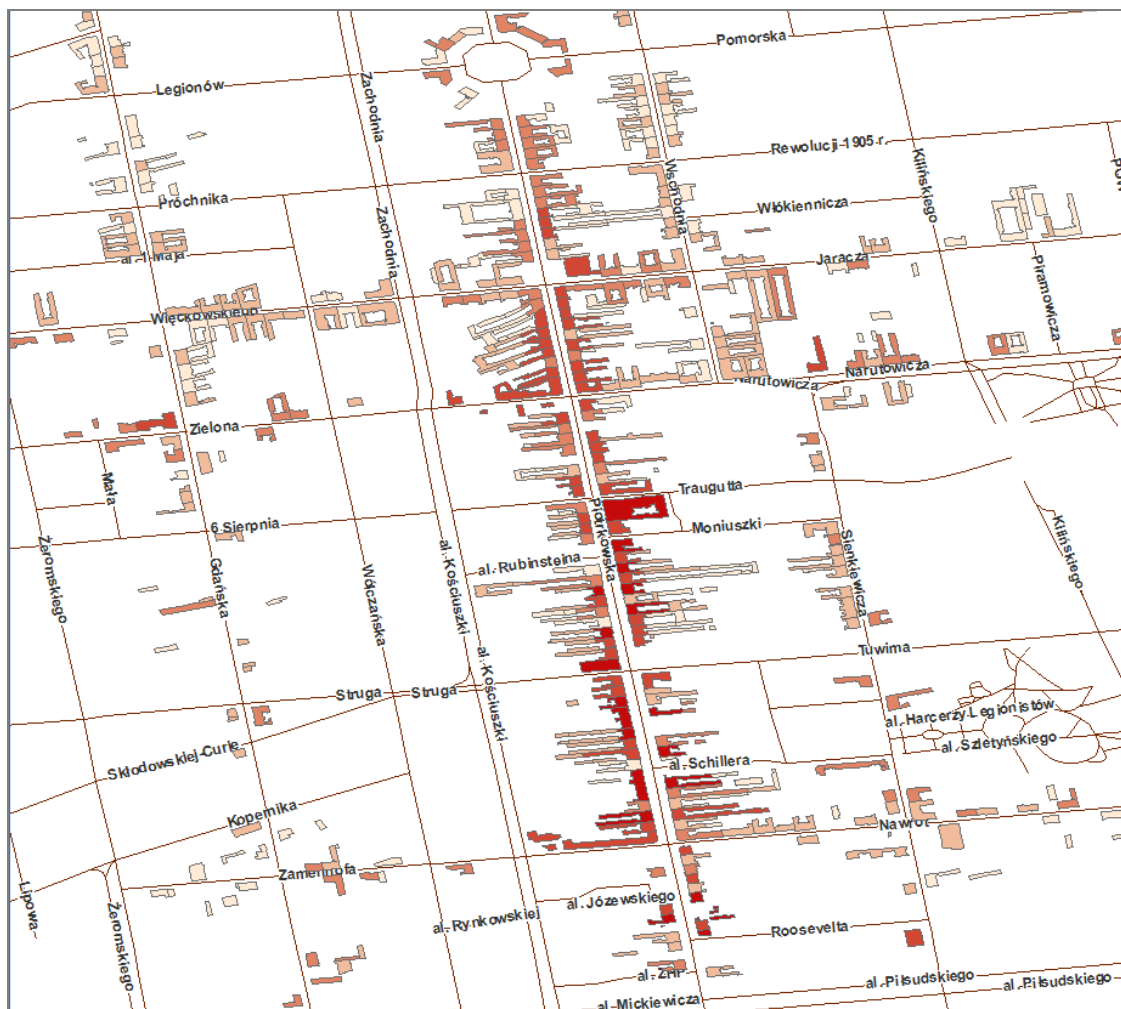 Pomorska
Legionów
Zachodnia
Rewolucji 1905 r.
Kilińskiego
Próchnika
Wschodnia
Włókiennicza
Zachodnia
al. 1 Maja
Jaracza
Piramowicza
Więckowskiego
Narutowicza
Narutowicza
Zielona
Mała
Traugutta
Piotrkowska
6 Sierpnia
Moniuszki
Kilińskiego
Żeromskiego
al. Rubinsteina
Gdańska
Wólczańska
al. Kościuszki
Sienkiewicza
Tuwima
Struga
Struga
al. Kościuszki
al. Harcerzy Legionistów
al. Szletyńskiego
Skłodowskiej-Curie
al. Schillera
Kopernika
Nawrot
Zamenhofa
Lipowa
Żeromskiego
al. Józewskiego
al. Rynkowskiej
Roosevelta
al. ZHP
al. Piłsudskiego
al. Piłsudskiego
al. Mickiewicza